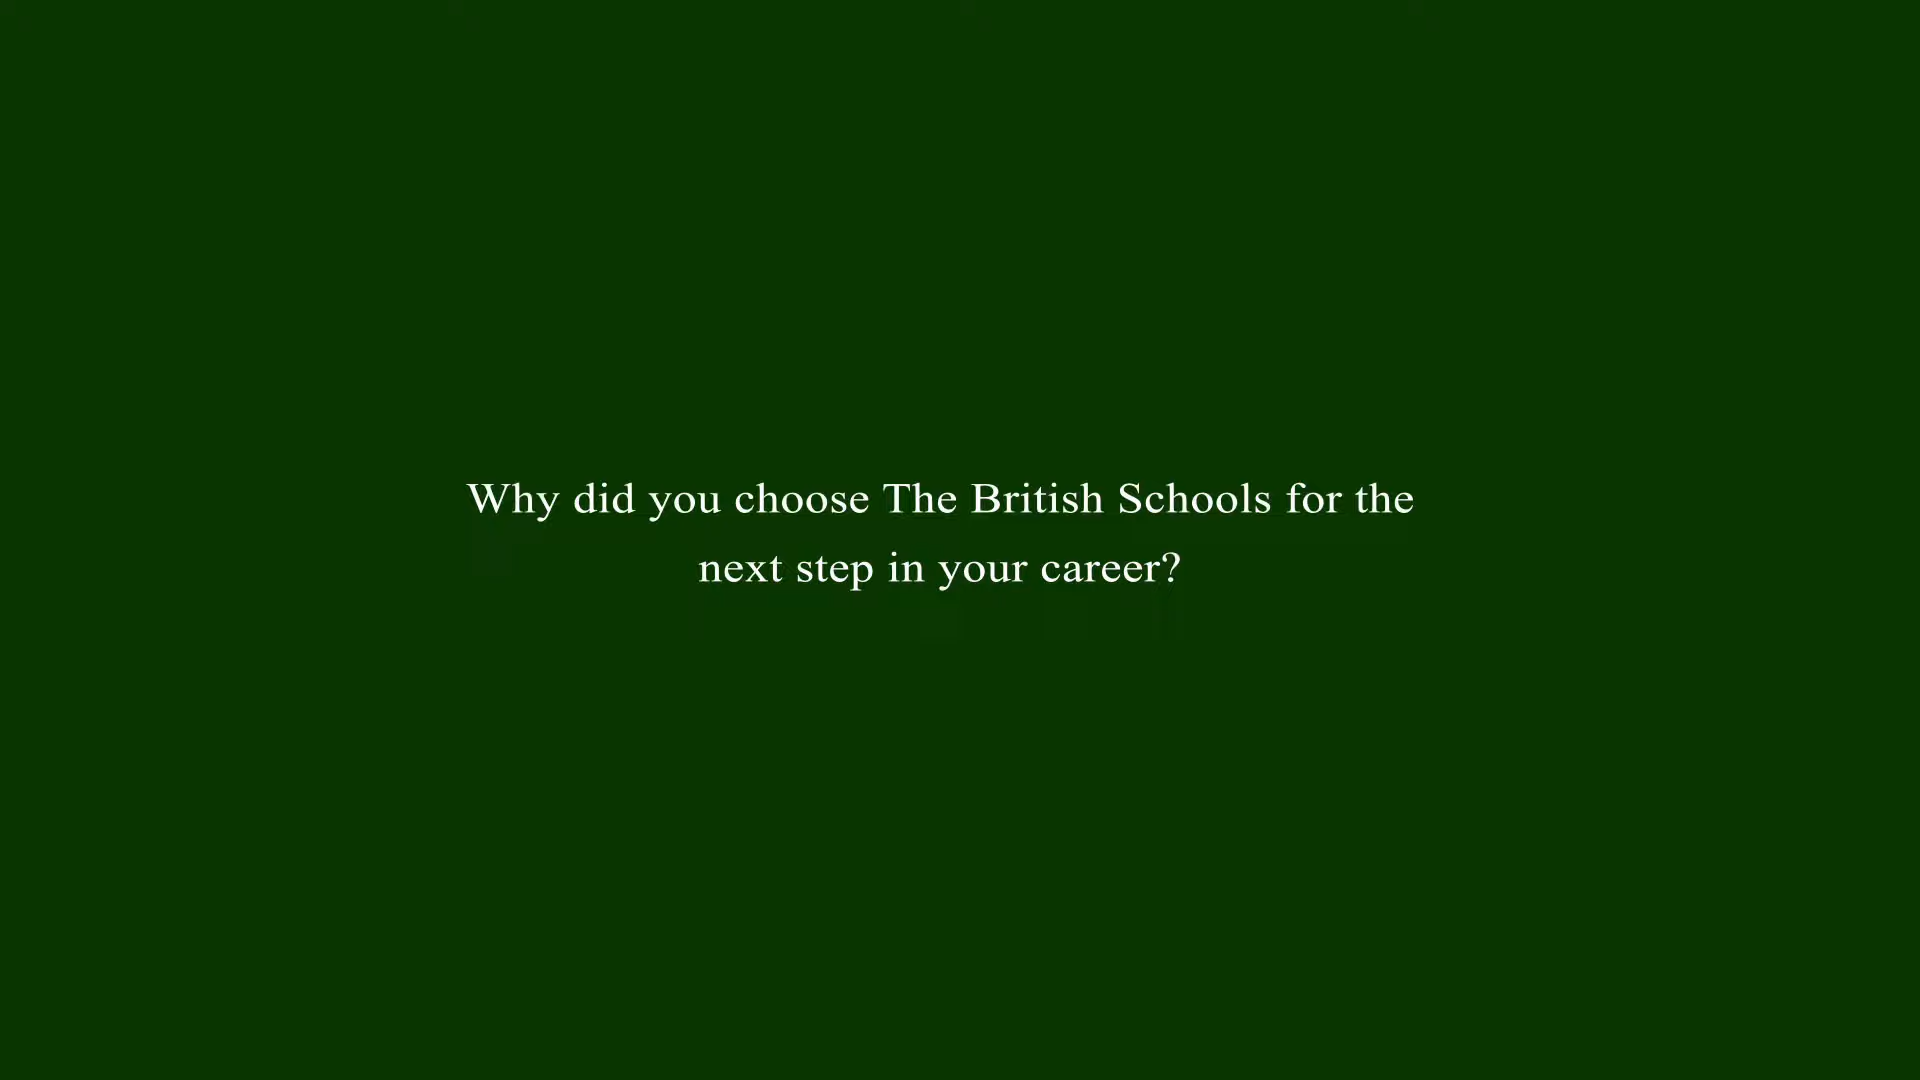 Why did you choose The British Schools for the
next step in your career?